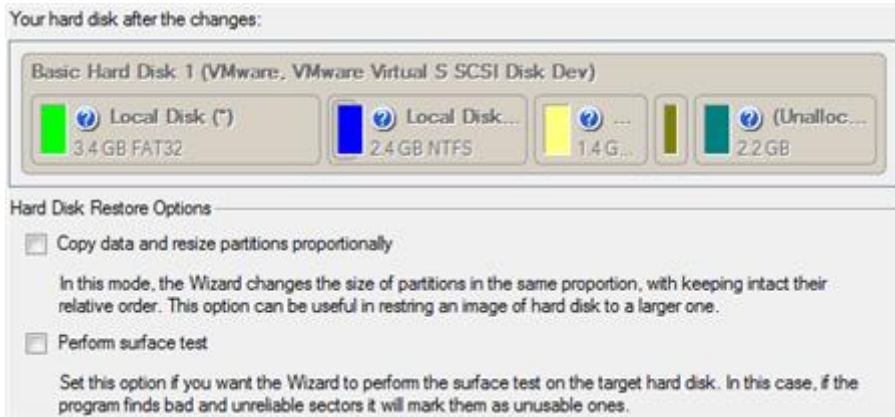 Your hard disk after the changes:
Basic Hard Disk 1 (VMware, VMware Virtual S SCSI Disk Dev)
Local Disk (*)
3.4 GB FAT32
Local Disk...
2.4 GB NTFS
...
1.4 G...
(Unalloc...
2.2 GB
Hard Disk Restore Options
Copy data and resize partitions proportionally
In this mode, the Wizard changes the size of partitions in the same proportion, with keeping intact their
relative order. This option can be useful in restring an image of hard disk to a larger one.
Perform surface test
Set this option if you want the Wizard to perform the surface test on the target hard disk. In this case, if the
program finds bad and unreliable sectors it will mark them as unusable ones.